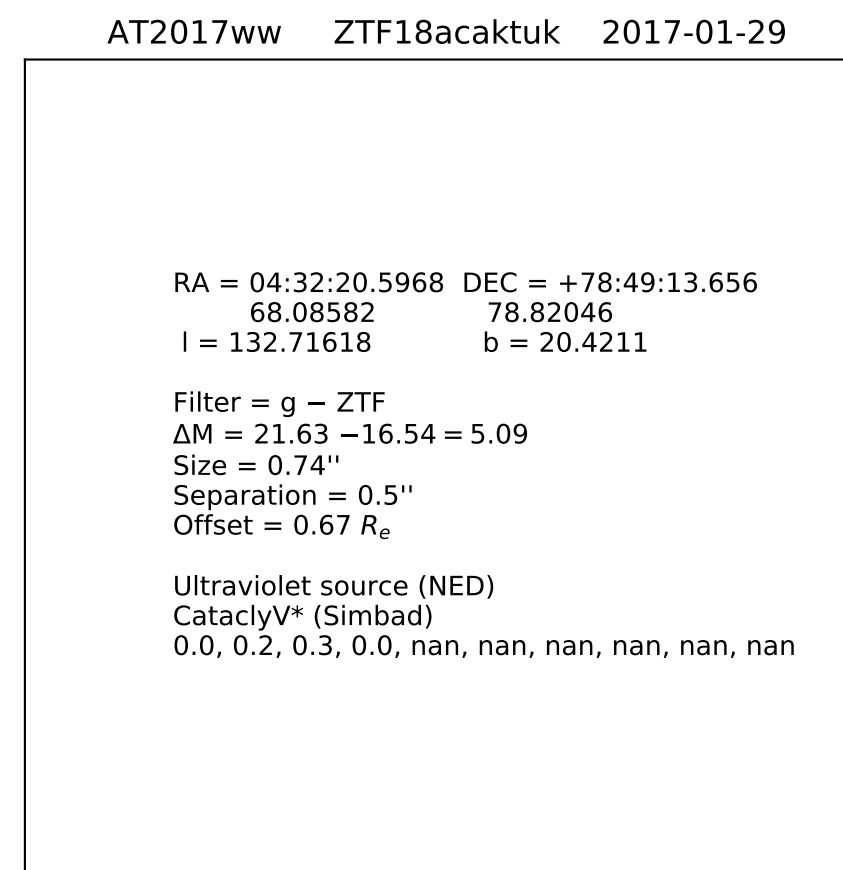 AT2017ww ZTF18acaktuk 2017-01-29
RA = 04:32:20.5968 DEC = +78:49:13.656
68.08582 78.82046
l = 132.71618 b = 20.4211
Filter = g − ZTF
ΔM = 21.63 −16.54 = 5.09
Size = 0.74''
Separation = 0.5''
Offset = 0.67 Re
Ultraviolet source (NED)
CataclyV* (Simbad)
0.0, 0.2, 0.3, 0.0, nan, nan, nan, nan, nan, nan